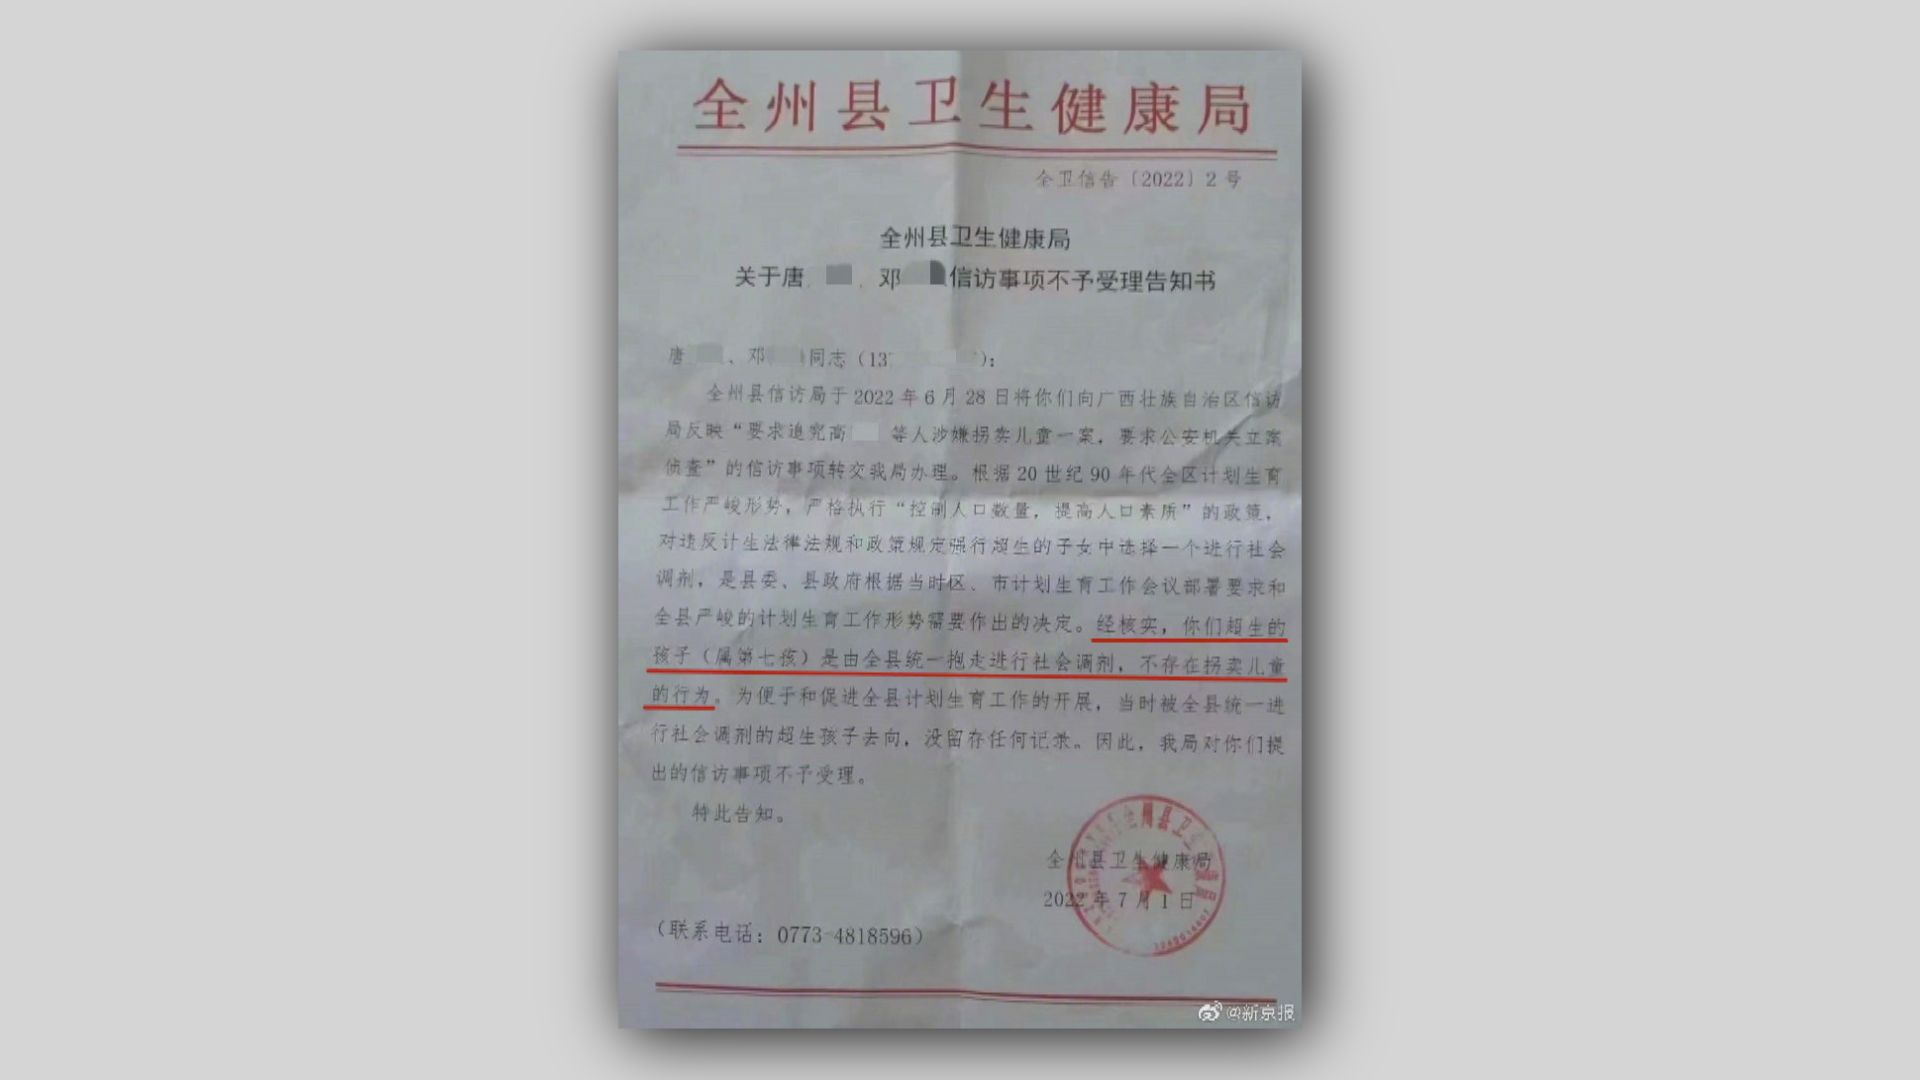 全州县卫生健康局
全卫信告〔2022〕2号
全州县卫生健康局
关于唐 、邓 信访事项不予受理告知书
唐 、邓 同志（13 ）：
全州县信访局于2022年6月28日将你们向广西壮族自治区信访
局反映“要求追究高 等人涉嫌拐卖儿童一案，要求公安机关立案
侦查”的信访事项转交我局办理。根据20世纪90年代全区计划生育
工作严峻形势，严格执行“控制人口数量，提高人口素质”的政策，
对违反计生法律法规和政策规定强行超生的子女中选择一个进行社会
调剂，是县委、县政府根据当时区、市计划生育工作会议部署要求和
全县严峻的计划生育工作形势需要作出的决定。经核实，你们超生的
孩子（属第七孩）是由全县统一抱走进行社会调剂，不存在拐卖儿童
的行为。为便于和促进全县计划生育工作的开展，当时被全县统一进
行社会调剂的超生孩子去向，没留存任何记录。因此，我局对你们提
出的信访事项不予受理。
特此告知。
全州县卫生健康局
2022年7月1日
（联系电话：0773-4818596）
@新京报